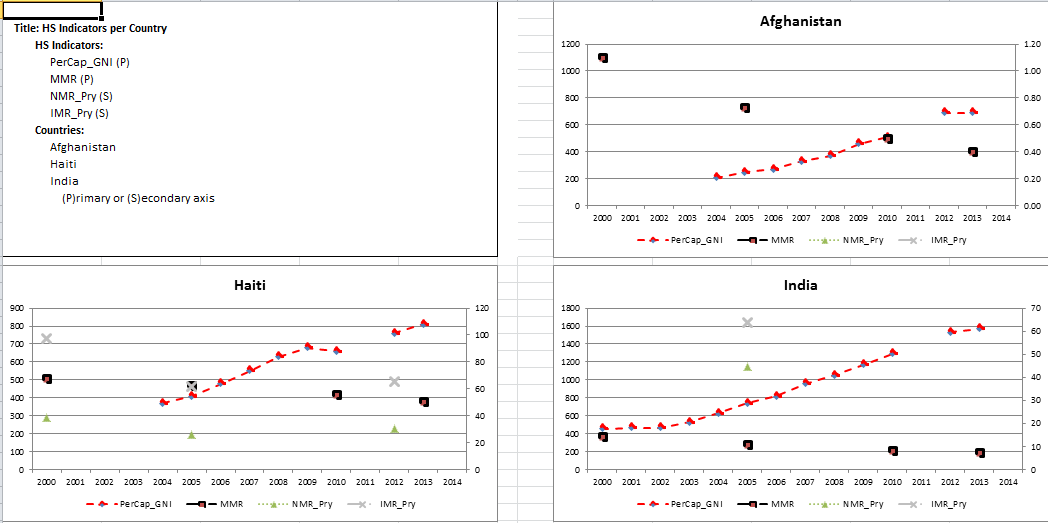 Title: HS Indicators per Country
HS Indicators:
PerCap_GNI (P)
MMR (P)
NMR_Pry (S)
IMR_Pry (S)
Countries:
Afghanistan
Haiti
India
(P)rimary or (S)econdary axis
Afghanistan
1200 1.20
1000 1.00
800 0.80
600 0.60
400 0.40
200 0.20
0 0.00
2000 2001 2002 2003 2004 2005 2006 2007 2008 2009 2010 2011 2012 2013 2014
PerCap_GNI MMR NMR_Pry IMR_Pry
Haiti
900 120
800
700 100
600 80
500 60
400
300 40
200 20
100
0 0
2000 2001 2002 2003 2004 2005 2006 2007 2008 2009 2010 2011 2012 2013 2014
PerCap_GNI MMR NMR_Pry IMR_Pry
India
1800 70
1600 60
1400 50
1200
1000 40
800 30
600
400 20
200 10
0 0
2000 2001 2002 2003 2004 2005 2006 2007 2008 2009 2010 2011 2012 2013 2014
PerCap_GNI MMR NMR_Pry IMR_Pry